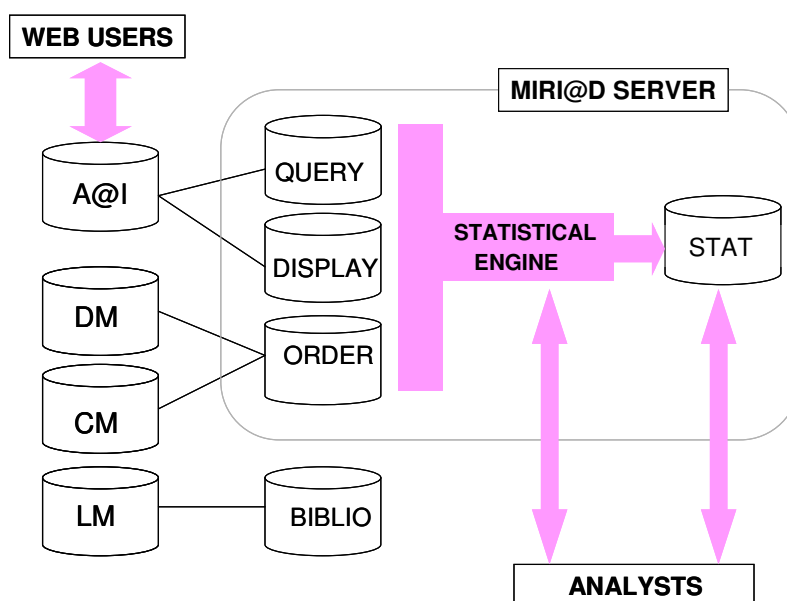 WEB USERS
MIRI@D SERVER
A@I
QUERY
DISPLAY
STATISTICAL
ENGINE
STAT
DM
ORDER
CM
LM
BIBLIO
ANALYSTS